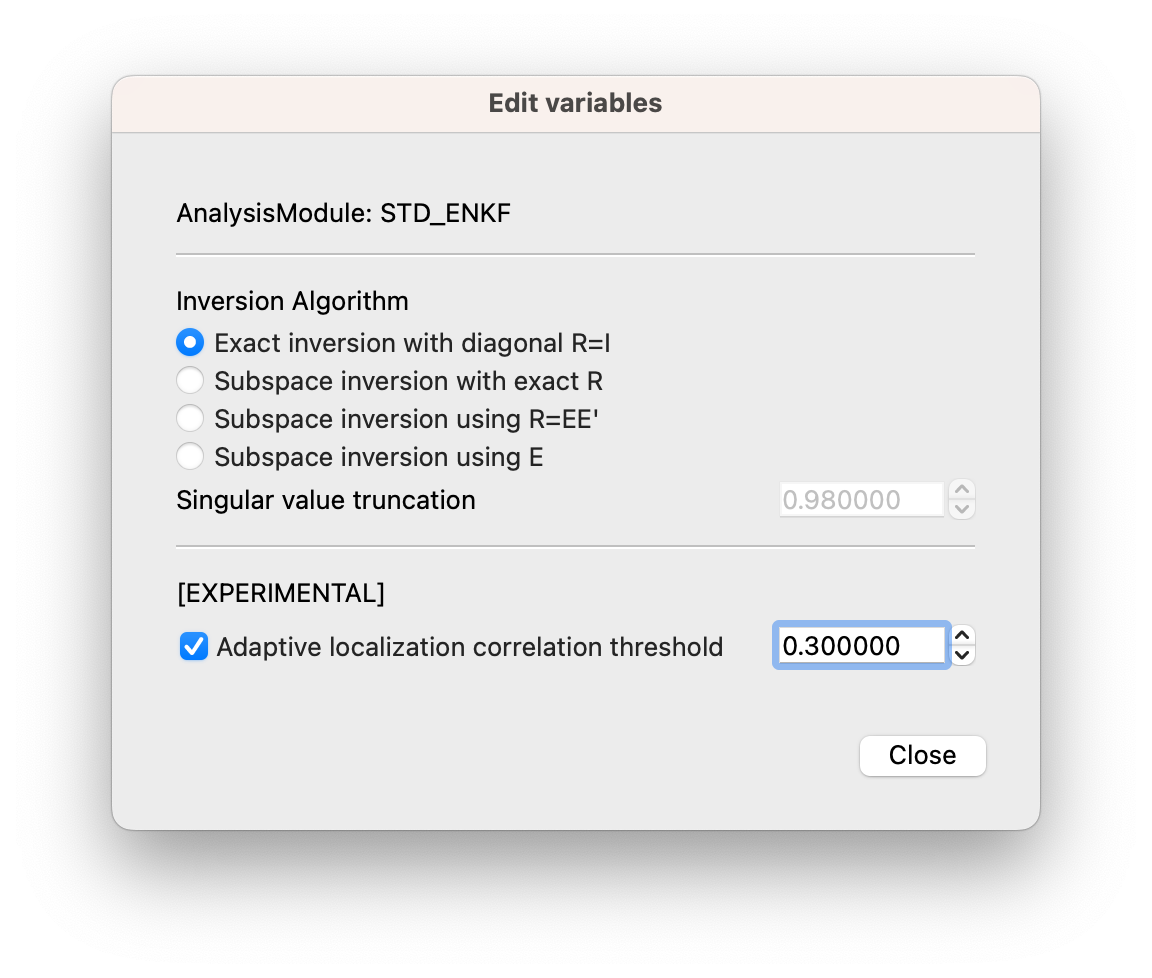 Edit variables
AnalysisModule: STD_ENKF
Inversion Algorithm
Exact inversion with diagonal R=I
Subspace inversion with exact R
Subspace inversion using R=EE'
Subspace inversion using E
Singular value truncation 0.980000
[EXPERIMENTAL]
Adaptive localization correlation threshold 0.300000
Close